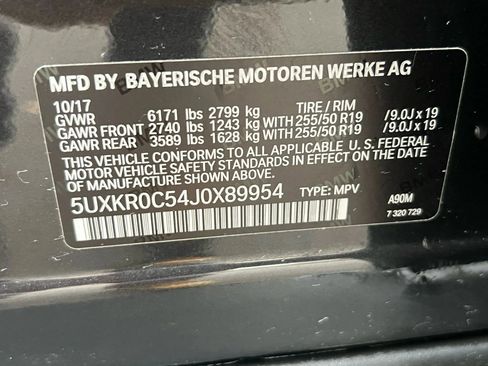 MFD BY BAYERISCHE MOTOREN WERKE AG
10/17 TIRE / RIM
GVWR 6171 lbs 2799 kg
GAWR FRONT 2740 lbs 1243 kg WITH 255/50 R19 /9.0J x 19
GAWR REAR 3589 lbs 1628 kg WITH 255/50 R19 /9.0J x 19
THIS VEHICLE CONFORMS TO ALL APPLICABLE U. S. FEDERAL
MOTOR VEHICLE SAFETY STANDARDS IN EFFECT ON THE DATE OF
MANUFACTURE SHOWN ABOVE.
5UXKR0C54J0X89954 TYPE: MPV A90M
7 320 729